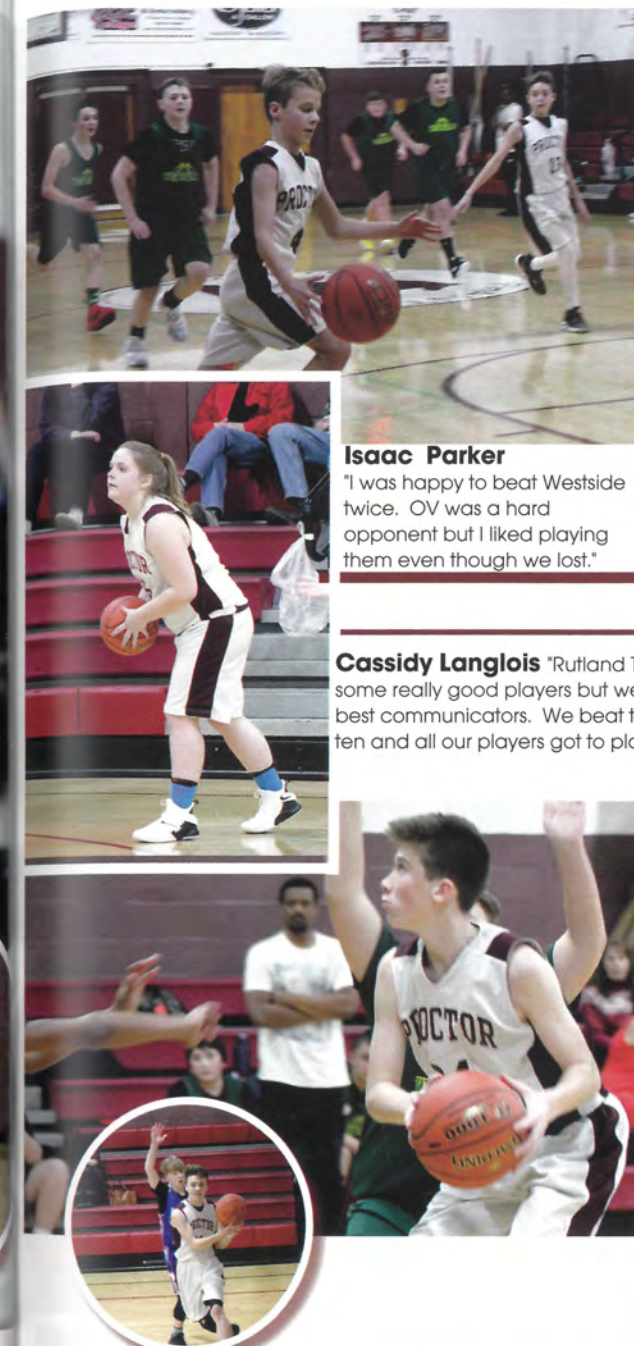 PROCTOR
4
PROCTOR
Isaac Parker
"I was happy to beat Westside
twice. OV was a hard
opponent but I liked playing
them even though we lost."
Cassidy Langlois "Rutland
some really good players but we
best communicators. We beat
ten and all our players got to
PROCTOR